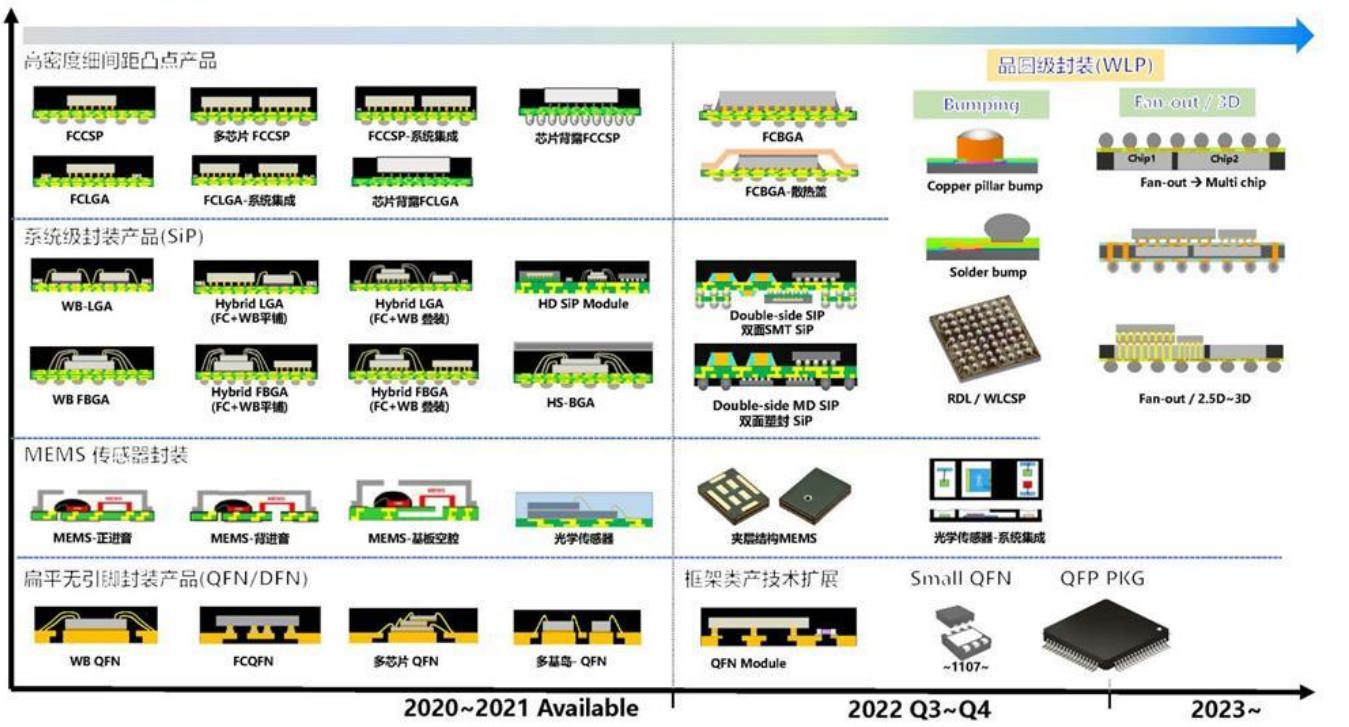 高密度细间距凸点产品
FCCSP
多芯片 FCCSP
FCCSP-系统集成
芯片背露FCCSP
FCLGA
FCLGA-系统集成
芯片背露FCLGA
FCBGA
FCBGA-散热盖
晶圆级封装(WLP)
Bumping
Fan-out / 3D
Copper pillar bump
Chip1
Chip2
Fan-out → Multi chip
Solder bump
RDL / WLCSP
Fan-out / 2.5D~3D
系统级封装产品(SiP)
WB-LGA
Hybrid LGA
(FC+WB平铺)
Hybrid LGA
(FC+WB 叠装)
HD SiP Module
WB FBGA
Hybrid FBGA
(FC+WB平铺)
Hybrid FBGA
(FC+WB 叠装)
HS-BGA
Double-side SIP
双面SMT SiP
Double-side MD SIP
双面塑封 SiP
MEMS 传感器封装
MEMS
MEMS-正进音
MEMS
MEMS-背进音
MEMS
MEMS-基板空腔
光学传感器
夹层结构MEMS
光学传感器-系统集成
扁平无引脚封装产品(QFN/DFN)
WB QFN
FCQFN
多芯片 QFN
多基岛- QFN
框架类产技术扩展
QFN Module
Small QFN
~1107~
QFP PKG
2020~2021 Available
2022 Q3~Q4
2023~